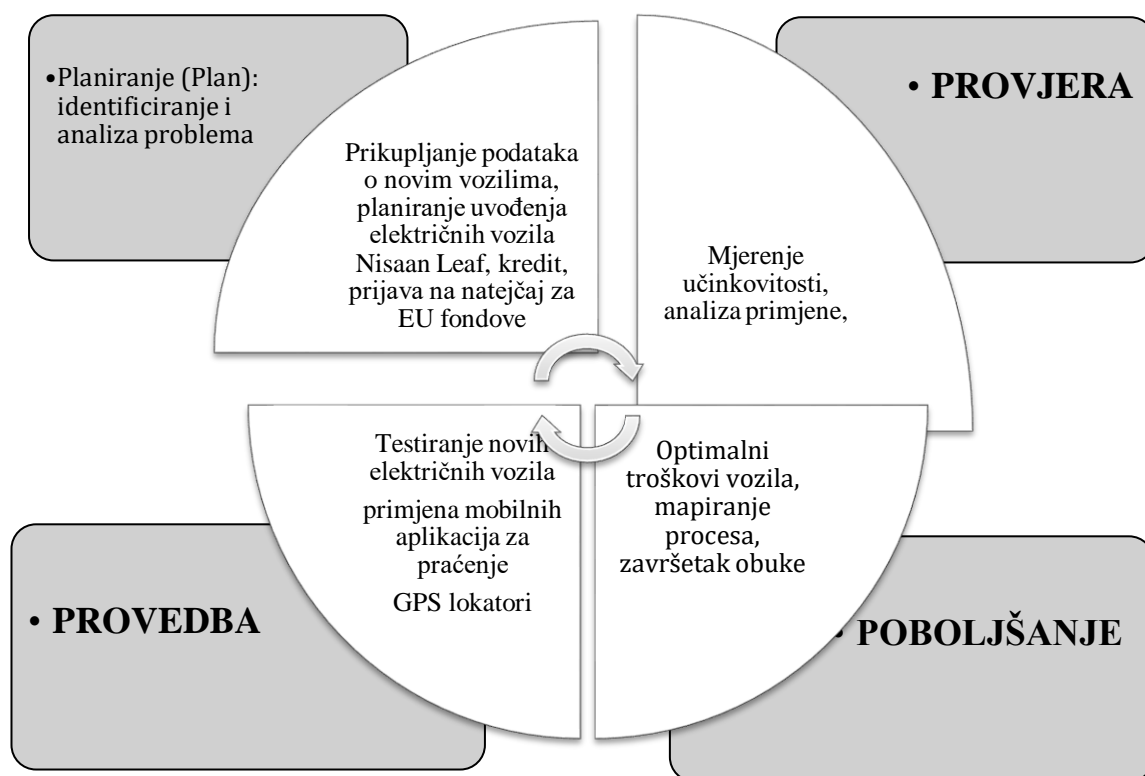 •Planiranje (Plan):
identificiranje i
analiza problema
Prikupljanje podataka
o novim vozilima,
planiranje uvođenja
električnih vozila
Nisaan Leaf, kredit,
prijava na natejčaj za
EU fondove
• PROVJERA
Mjerenje
učinkovitosti,
analiza primjene,
Testiranje novih
električnih vozila
primjena mobilnih
aplikacija za
praćenje
GPS lokatori
• PROVEDBA
Optimalni
troškovi vozila,
mapiranje
procesa,
završetak obuke
• POBOLJŠANJE